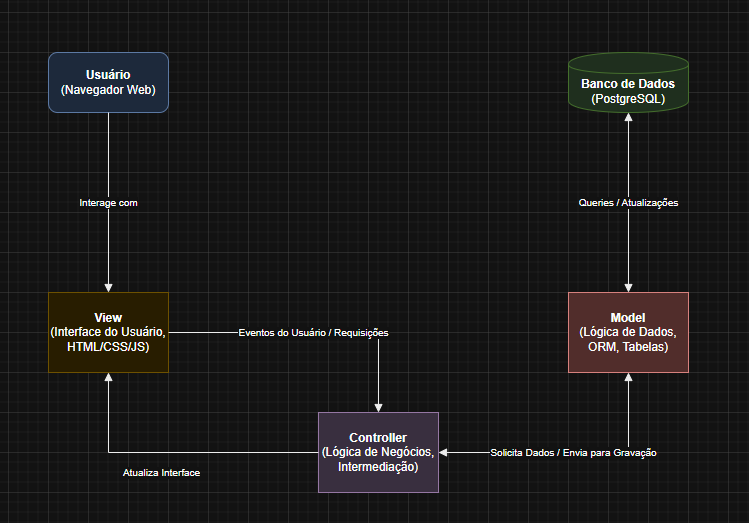 Usuário
(Navegador Web)
Banco de Dados
(PostgreSQL)
Interage com
Queries / Atualizações
View
(Interface do Usuário,
HTML/CSS/JS)
Eventos do Usuário / Requisições
Model
(Lógica de Dados,
ORM, Tabelas)
Controller
(Lógica de Negócios,
Intermediação)
Solicita Dados / Envia para Gravação
Atualiza Interface